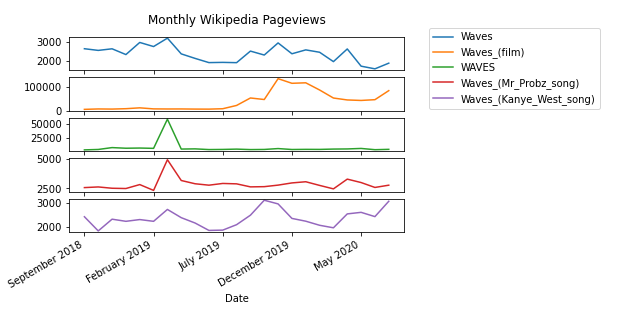 Monthly Wikipedia Pageviews
3000
2000
100000
0
50000
25000
5000
2500
3000
2000
September 2018
February 2019
July 2019
December 2019
May 2020
Date
Waves
Waves_(film)
WAVES
Waves_(Mr_Probz_song)
Waves_(Kanye_West_song)